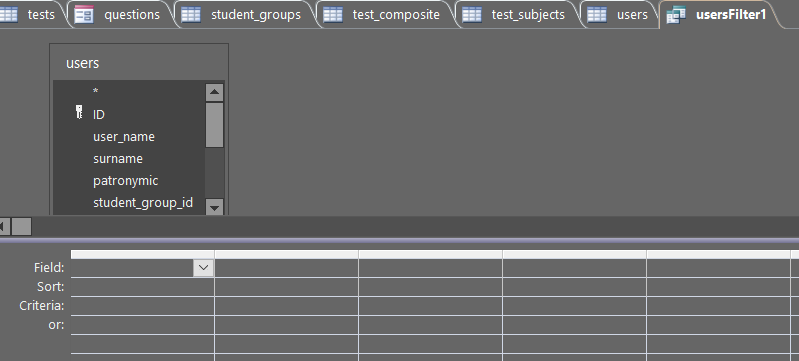 tests questions student_groups test_composite test_subjects users usersFilter1
users
*
ID
user_name
surname
patronymic
student_group_id
Field:
Sort:
Criteria:
or: